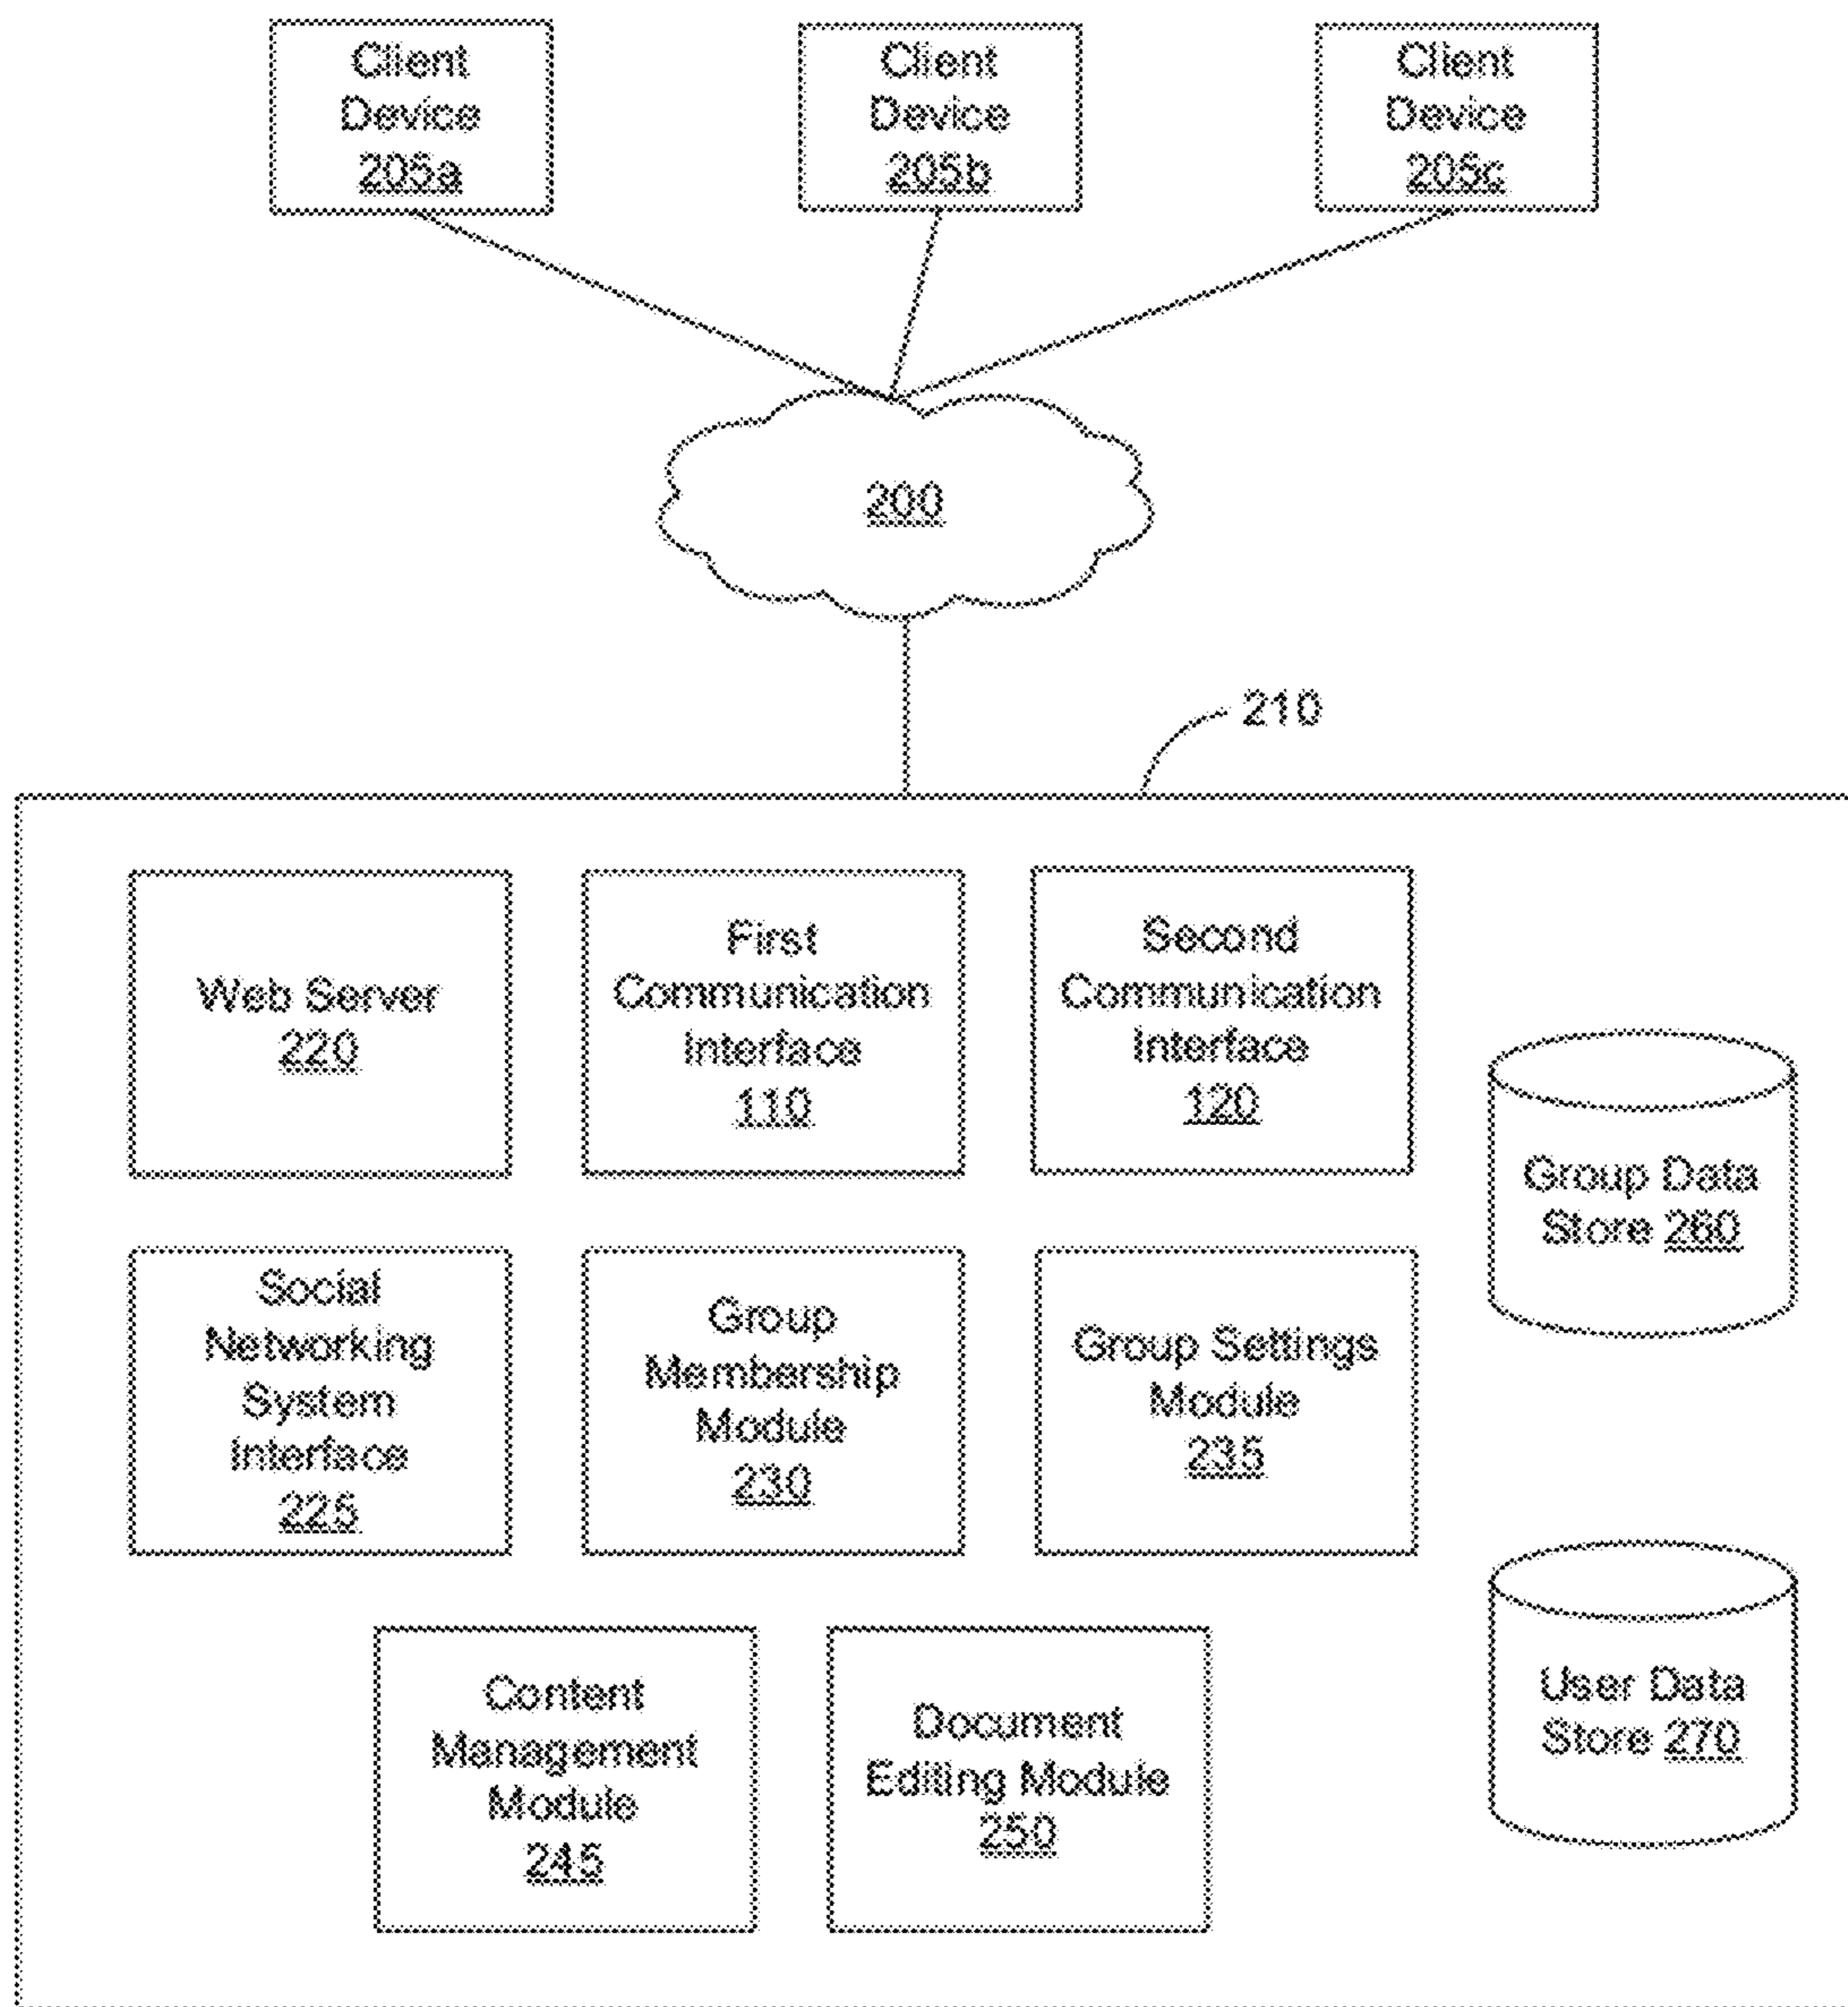 Client
Device
205a
Client
Device
205b
Client
Device
205c
200
210
Web Server
220
First
Communication
Interface
110
Second
Communication
Interface
120
Group Data
Store 260
Social
Networking
System
Interface
225
Group
Membership
Module
230
Group Settings
Module
235
Content
Management
Module
245
Document
Editing Module
250
User Data
Store 270